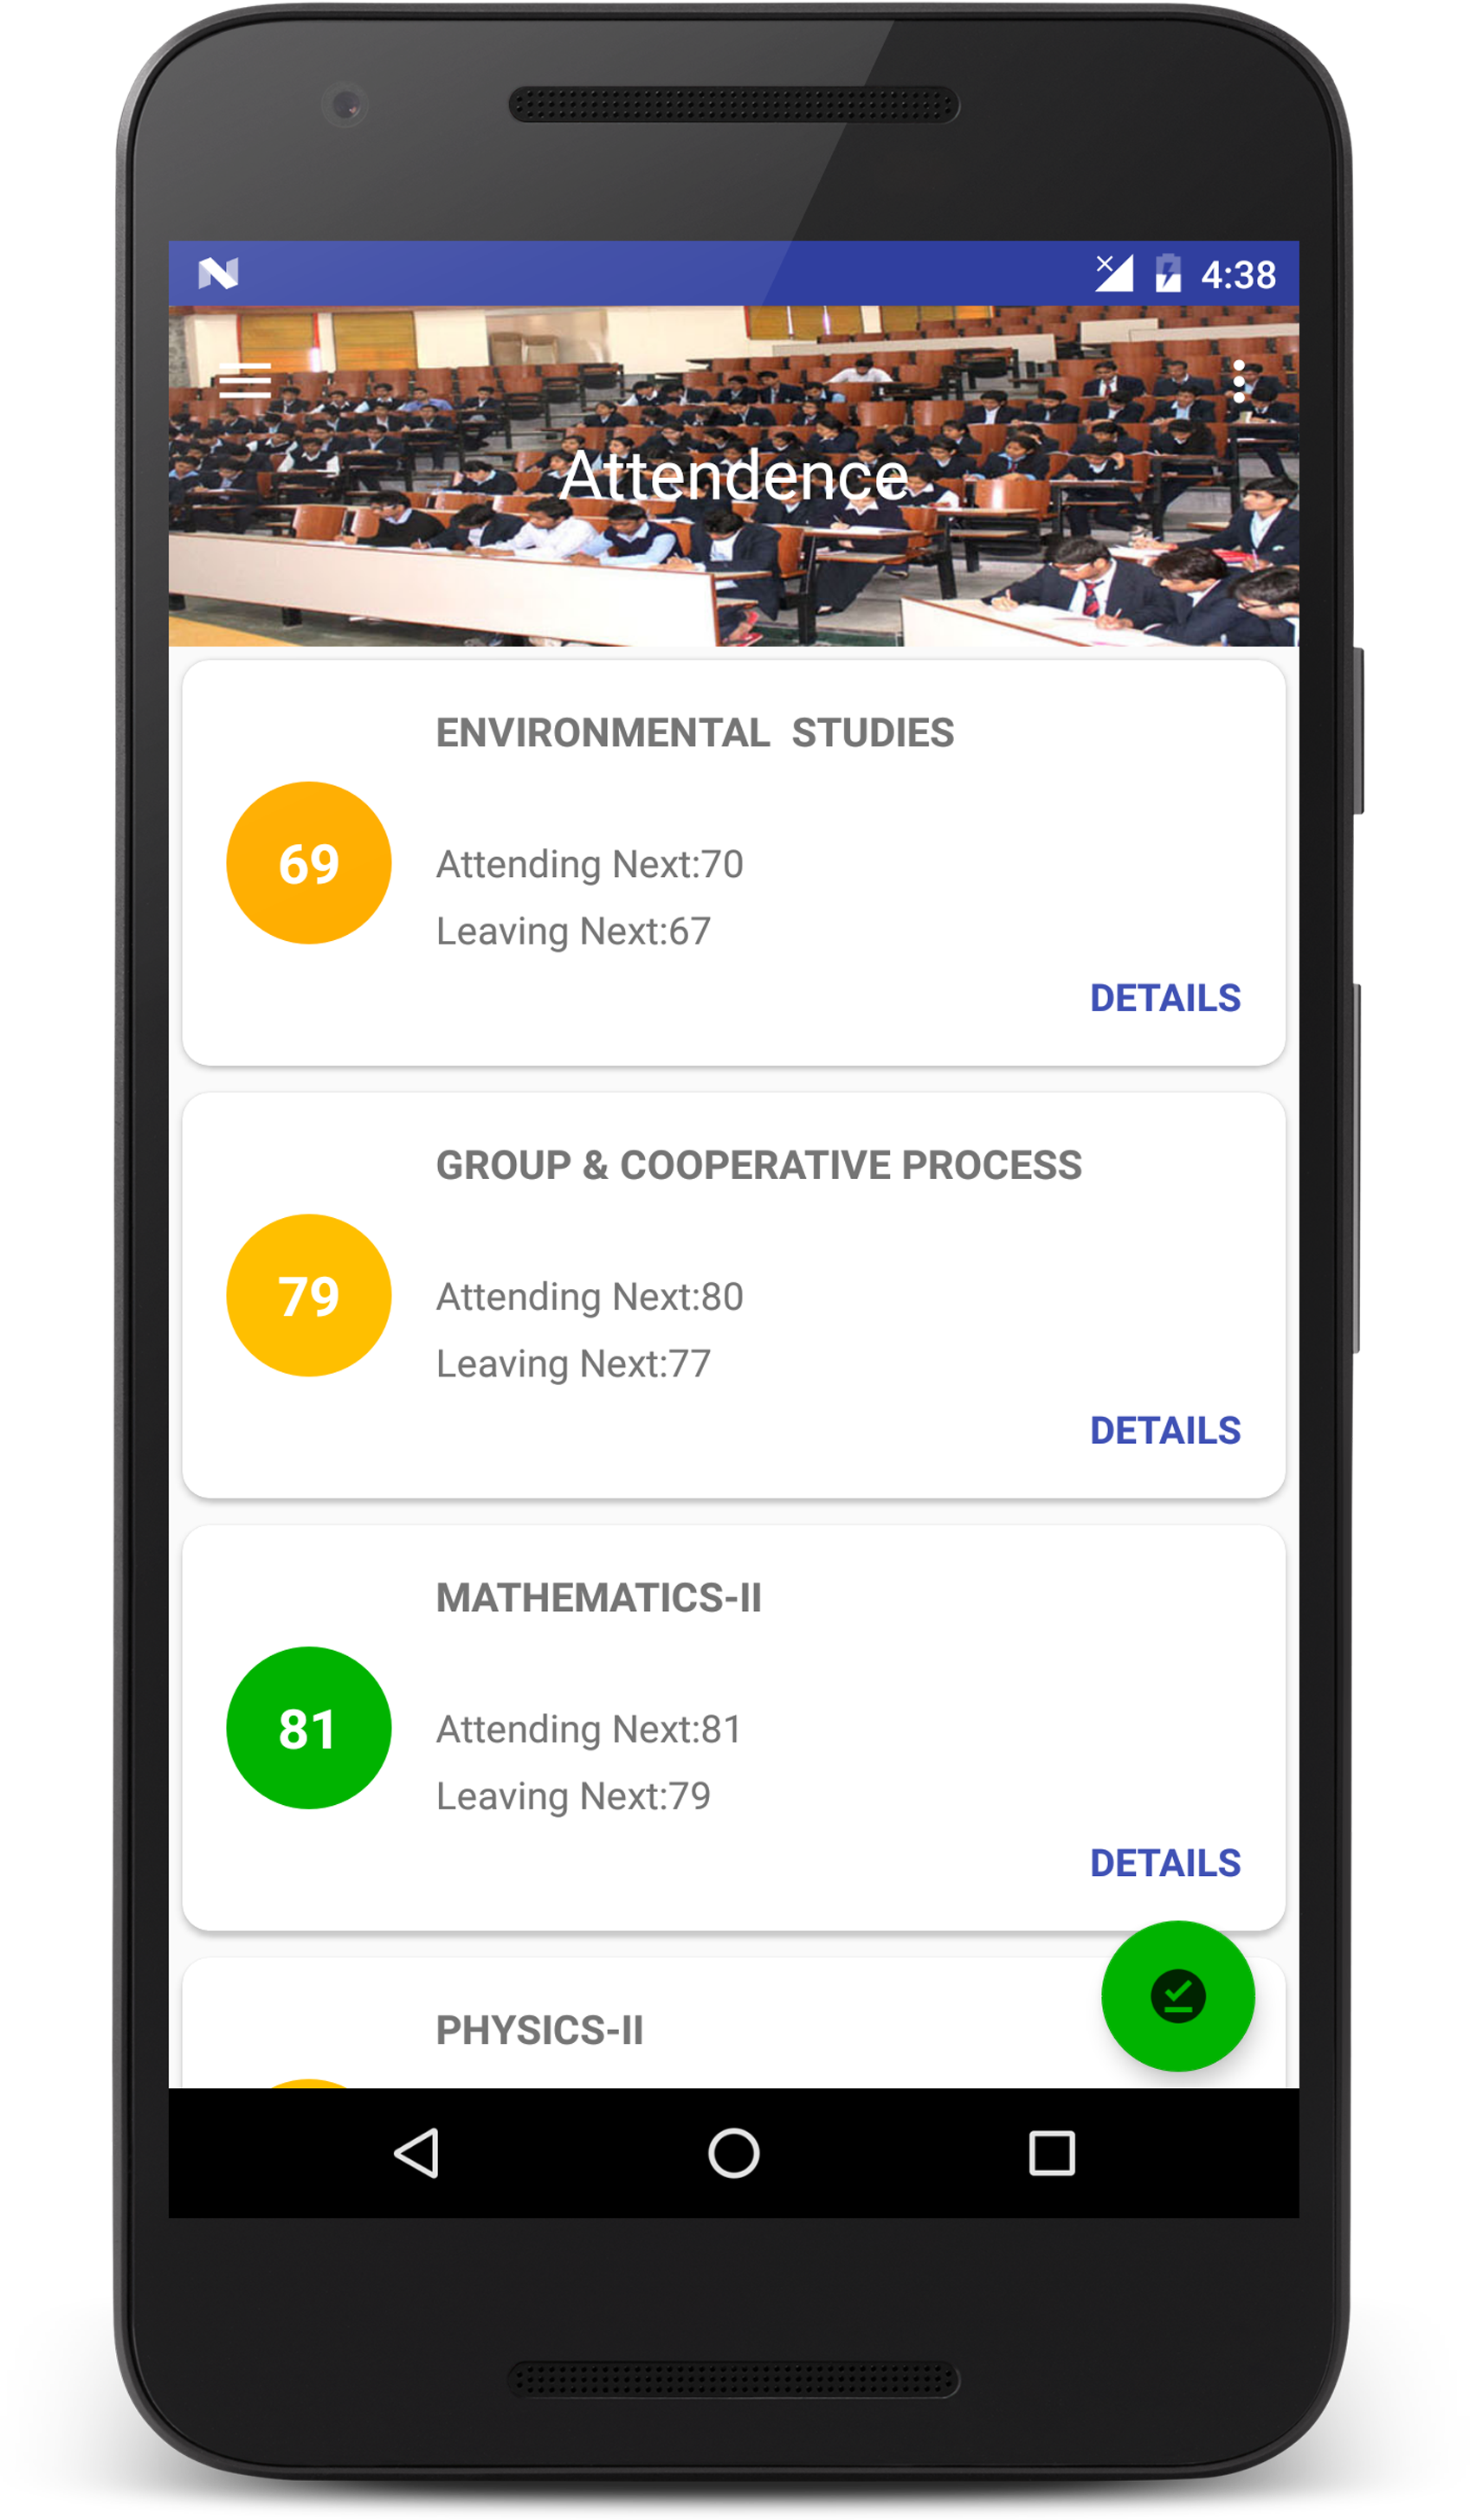 4:38
Attendence
ENVIRONMENTAL STUDIES
69
Attending Next:70
Leaving Next:67
DETAILS
GROUP & COOPERATIVE PROCESS
79
Attending Next:80
Leaving Next:77
DETAILS
MATHEMATICS-II
81
Attending Next:81
Leaving Next:79
DETAILS
PHYSICS-II